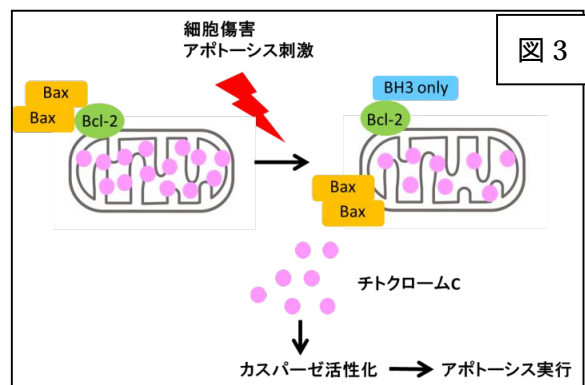 図 3
細胞傷害
アポトーシス刺激
Bax
Bax
Bcl-2
BH3 only
Bcl-2
Bax
Bax
チトクロームC
カスパーゼ活性化
アポトーシス実行